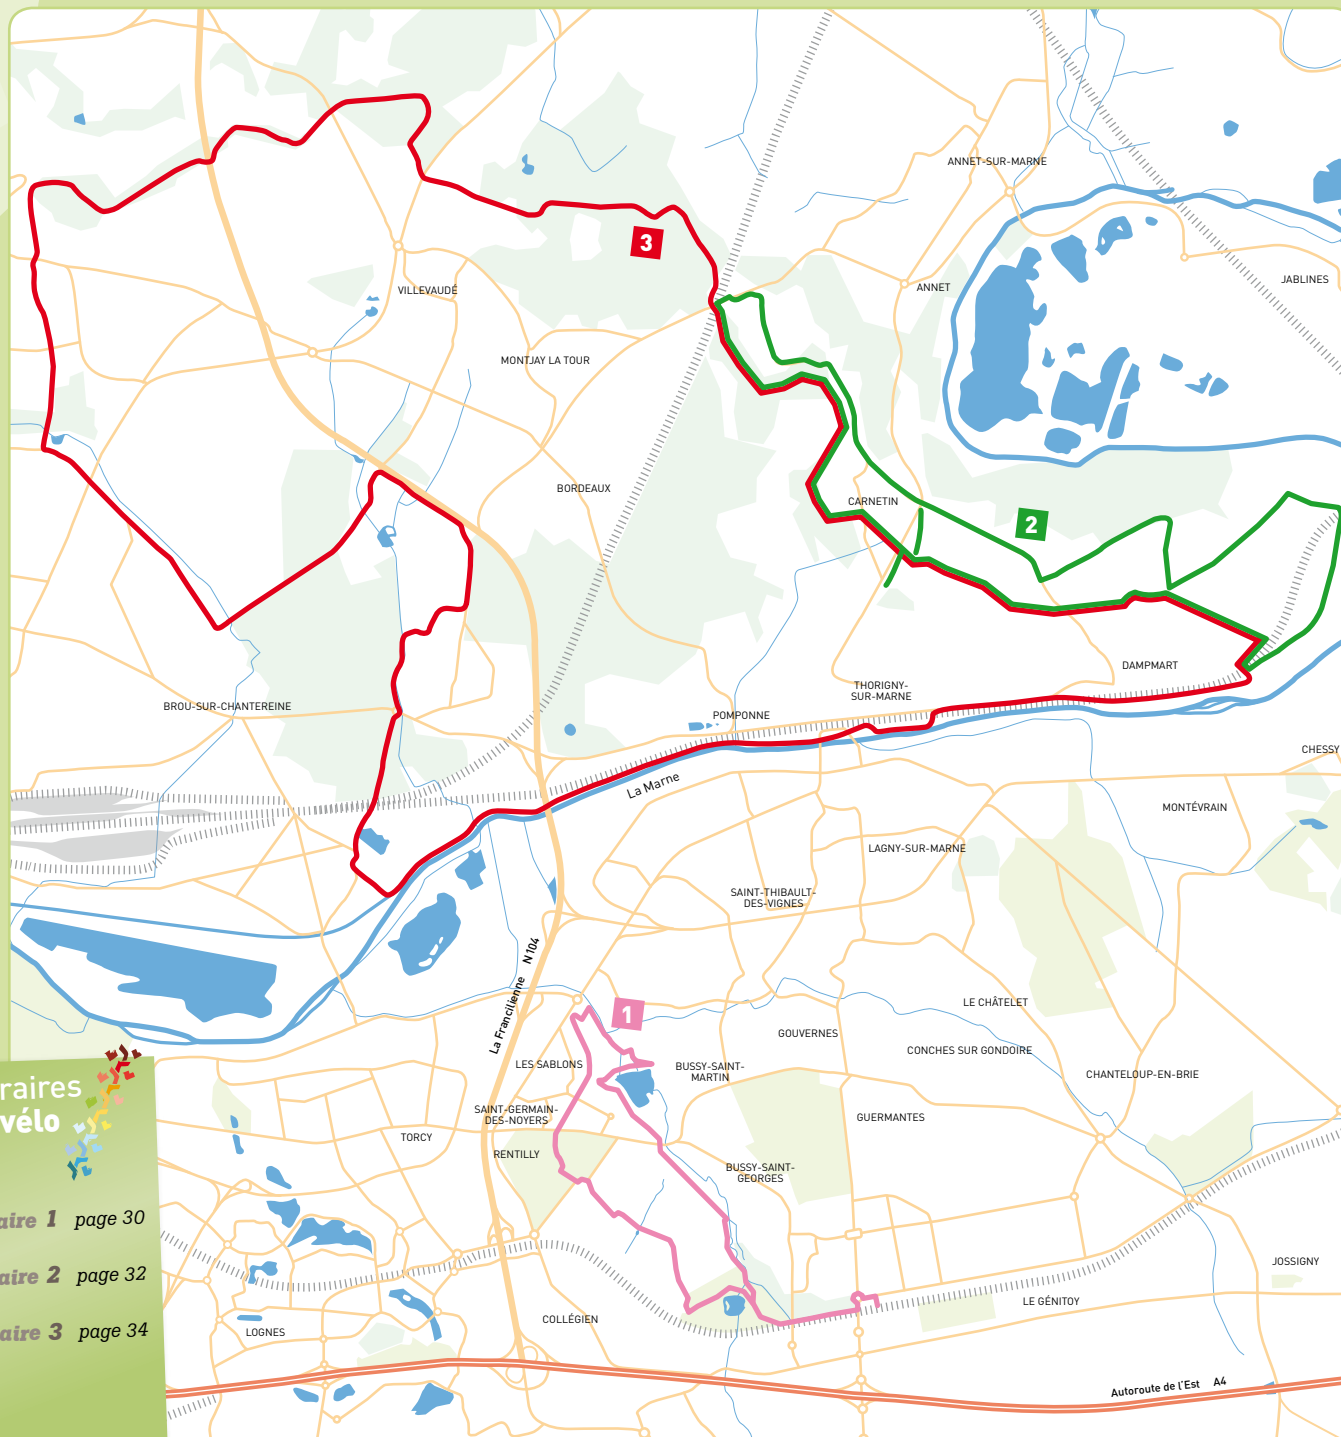 ANNET-SUR-MARNE
3
JABLINES
ANNET
VILLEVAUDÉ
MONTJAY LA TOUR
BORDEAUX
CARNETIN
2
DAMPMART
THORIGNY-
SUR-MARNE
BROU-SUR-CHANTEREINE
POMPONNE
CHESSY
La Marne
MONTÉVRAIN
LAGNY-SUR-MARNE
SAINT-THIBAULT-
DES-VIGNES
La Francilienne N 104
LE CHÂTELET
1
GOUVERNES
CONCHES SUR GONDOIRE
LES SABLONS
BUSSY-SAINT-
MARTIN
CHANTELOUP-EN-BRIE
SAINT-GERMAIN-
DES-NOYERS
GUERMANTES
TORCY
RENTILLY
BUSSY-SAINT-
GEORGES
JOSSIGNY
LE GÉNITOY
COLLÉGIEN
LOGNES
Autoroute de l'Est A4
raires
vélo
aire 1 page 30
aire 2 page 32
aire 3 page 34